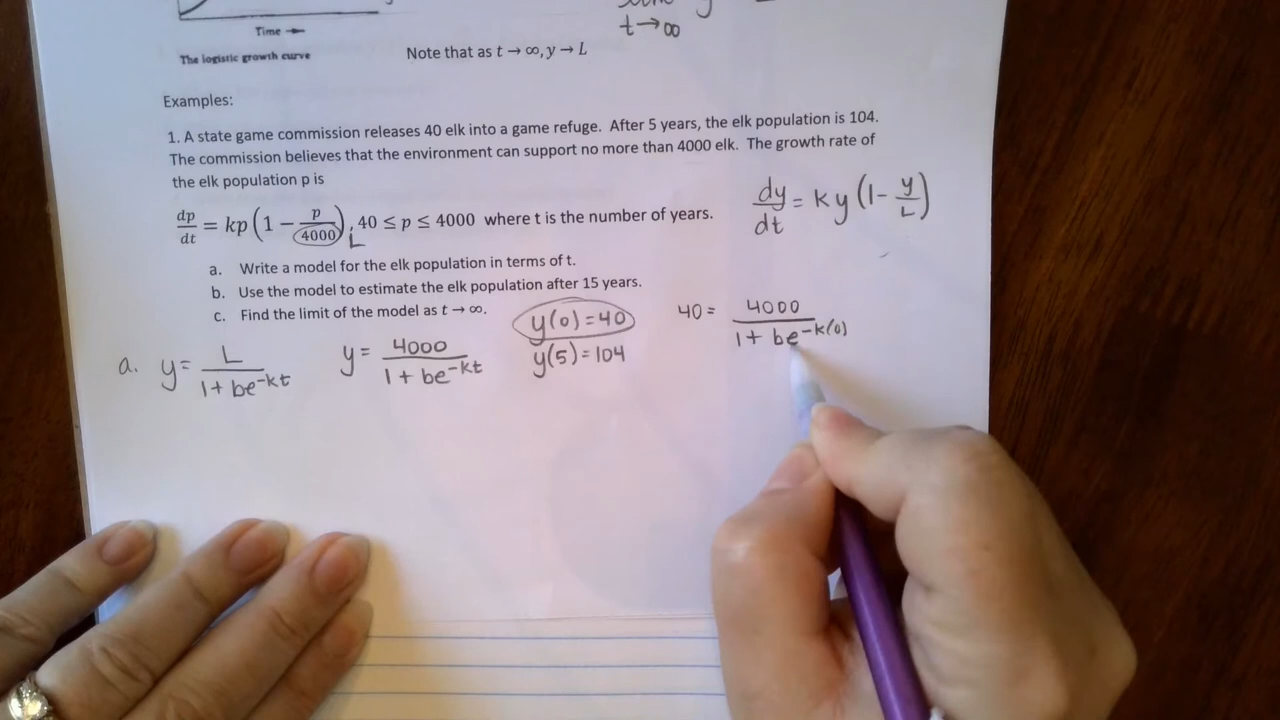 t→∞
Time →
The logistic growth curve
Note that as t → ∞, y → L
Examples:
1. A state game commission releases 40 elk into a game refuge. After 5 years, the elk population is 104.
The commission believes that the environment can support no more than 4000 elk. The growth rate of
the elk population p is
dp/dt = kp(1 − p/4000), 40 ≤ p ≤ 4000 where t is the number of years.
L
dy/dt = ky(1 - y/L)
a. Write a model for the elk population in terms of t.
b. Use the model to estimate the elk population after 15 years.
c. Find the limit of the model as t → ∞.
a. y = L/(1 + be^-kt)
y = 4000/(1 + be^-kt)
y(0) = 40
y(5) = 104
40 = 4000/(1 + be^-k(0))